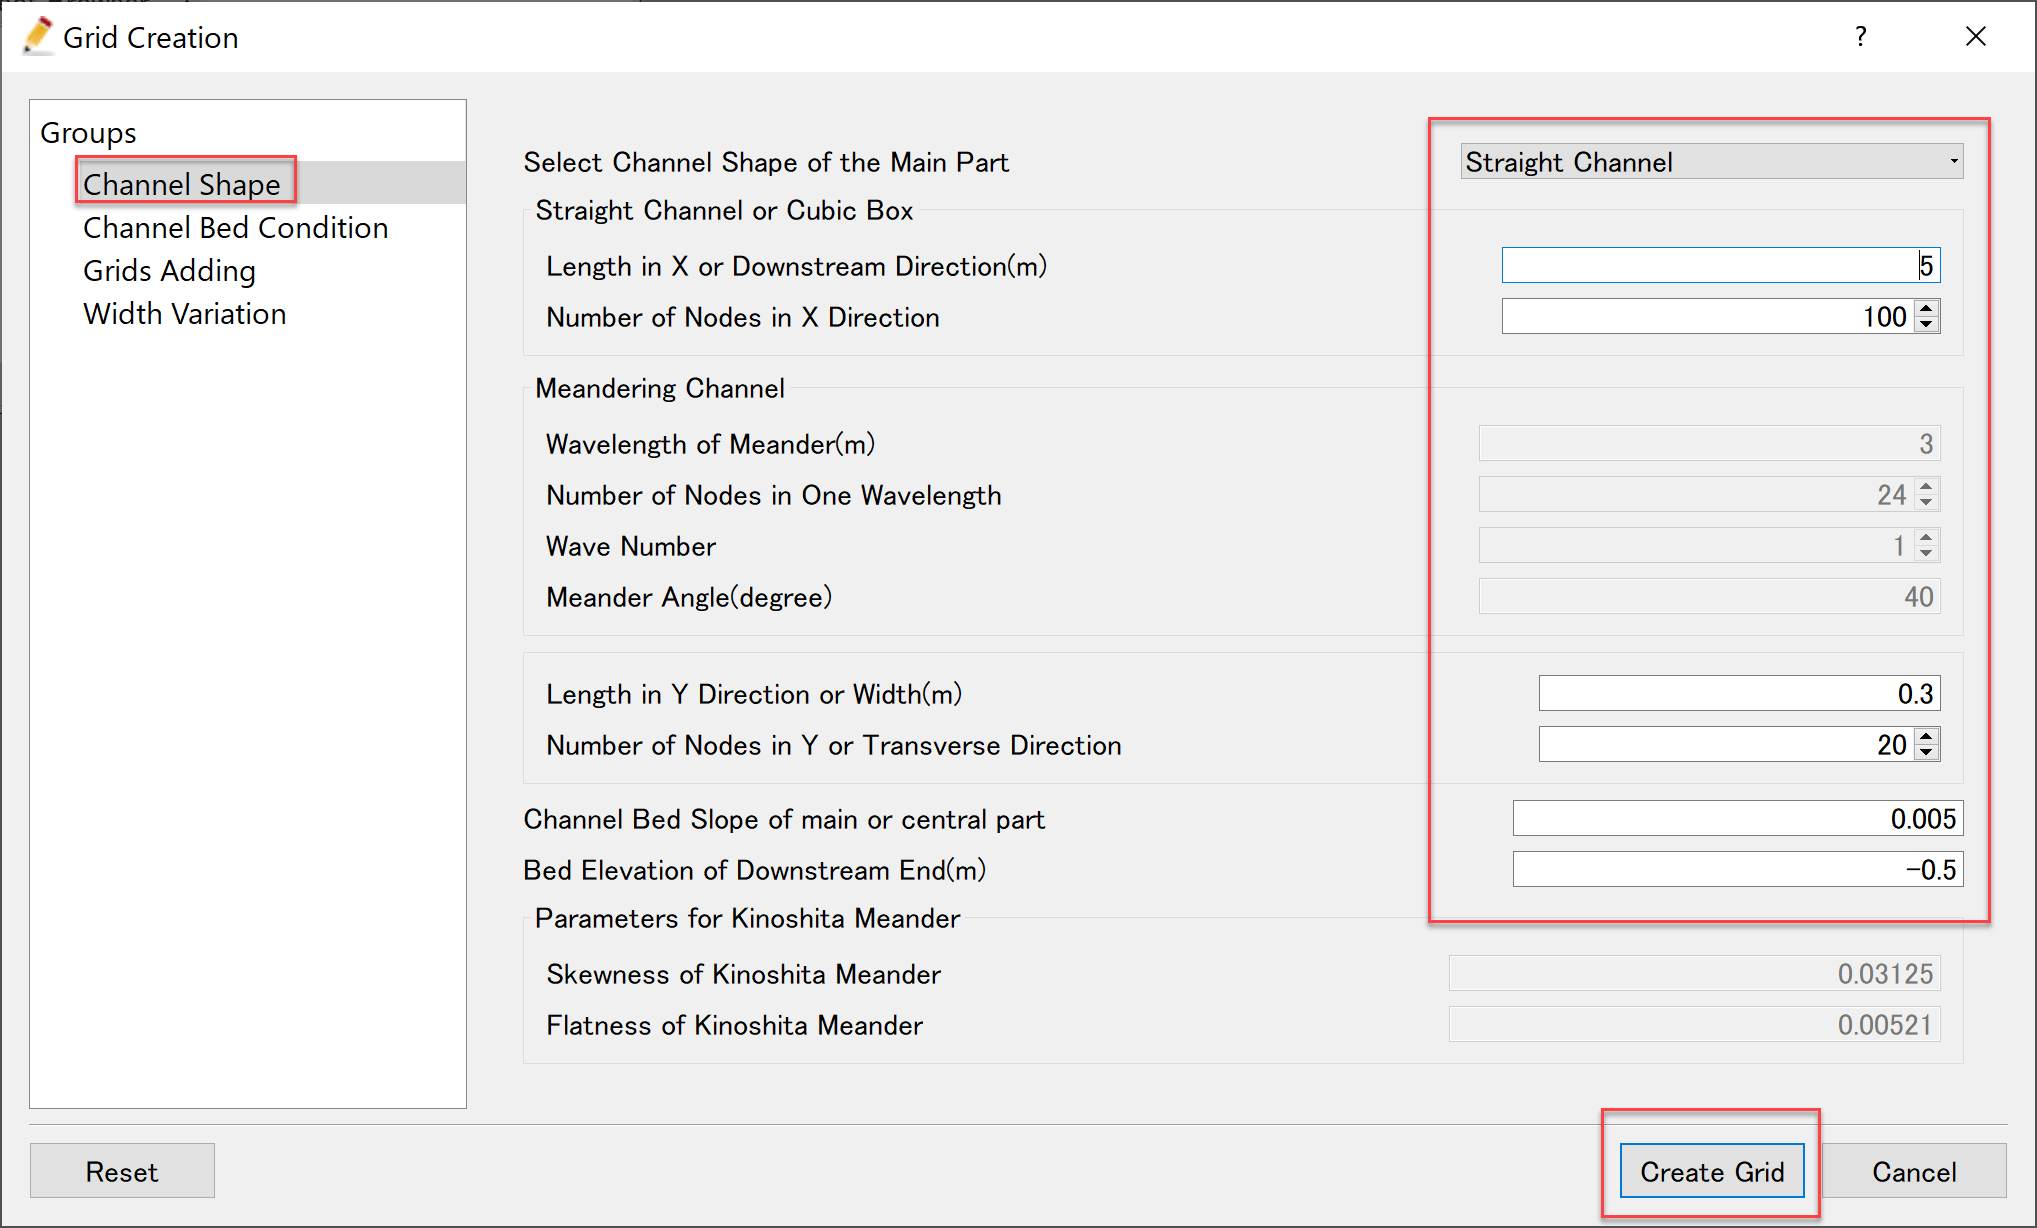 Grid Creation
?
Groups
Channel Shape
Channel Bed Condition
Grids Adding
Width Variation
Select Channel Shape of the Main Part
Straight Channel
Straight Channel or Cubic Box
Length in X or Downstream Direction(m)
5
Number of Nodes in X Direction
100
Meandering Channel
Wavelength of Meander(m)
3
Number of Nodes in One Wavelength
24
Wave Number
1
Meander Angle(degree)
40
Length in Y Direction or Width(m)
0.3
Number of Nodes in Y or Transverse Direction
20
Channel Bed Slope of main or central part
0.005
Bed Elevation of Downstream End(m)
-0.5
Parameters for Kinoshita Meander
Skewness of Kinoshita Meander
0.03125
Flatness of Kinoshita Meander
0.00521
Reset
Create Grid
Cancel